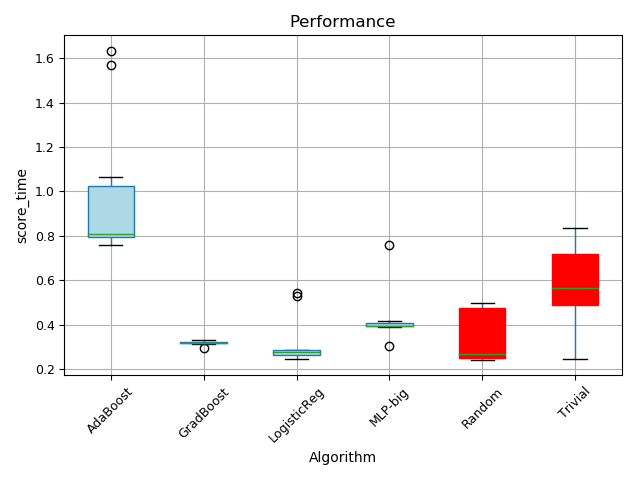 Performance
score_time
1.6
1.4
1.2
1.0
0.8
0.6
0.4
0.2
AdaBoost
GradBoost
LogisticReg
MLP-big
Random
Trivial
Algorithm